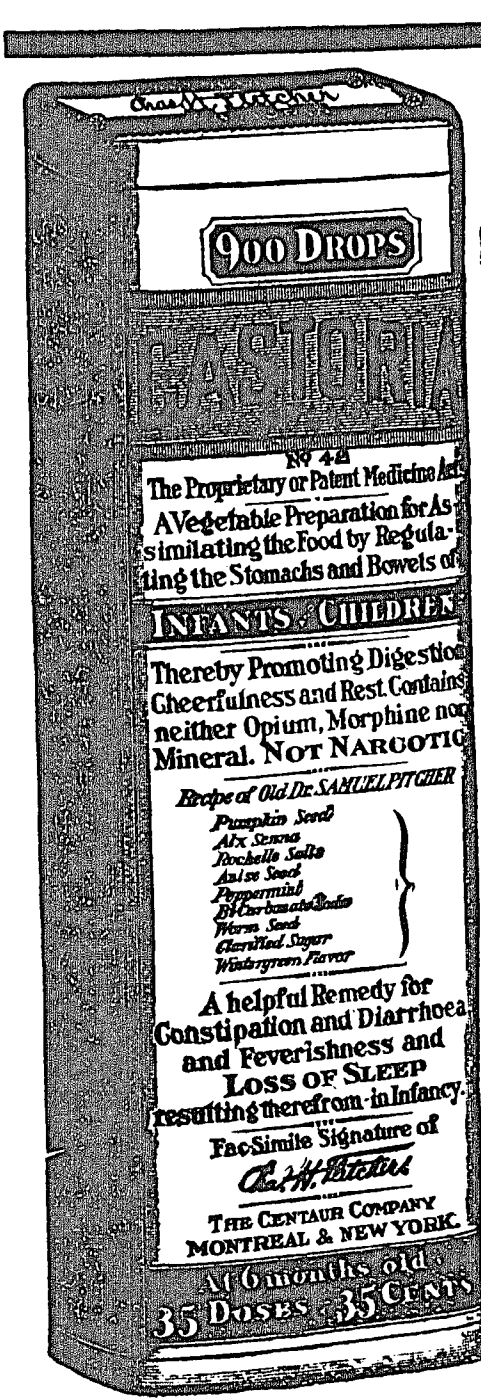 Chas H. Fletcher
900 DROPS
CASTORIA
No 42
The Proprietary or Patent Medicine Act
A Vegetable Preparation for As-
similating the Food by Regula-
ting the Stomachs and Bowels of
INFANTS CHILDREN
Thereby Promoting Digestion
Cheerfulness and Rest. Contains
neither Opium, Morphine nor
Mineral. NOT NARCOTIC
Recipe of Old Dr. SAMUEL PITCHER
Pumpkin Seed
Alx Senna
Rochelle Salts
Anise Seed
Peppermint
Bi Carbonate Soda
Worm Seed
Clarified Sugar
Wintergreen Flavor
A helpful Remedy for
Constipation and Diarrhoea
and Feverishness and
LOSS OF SLEEP
resulting therefrom-in Infancy.
Fac-Simile Signature of
Chas. H. Fletcher
THE CENTAUR COMPANY
MONTREAL & NEW YORK.
At 6 months old
35 DOSES - 35 CENTS